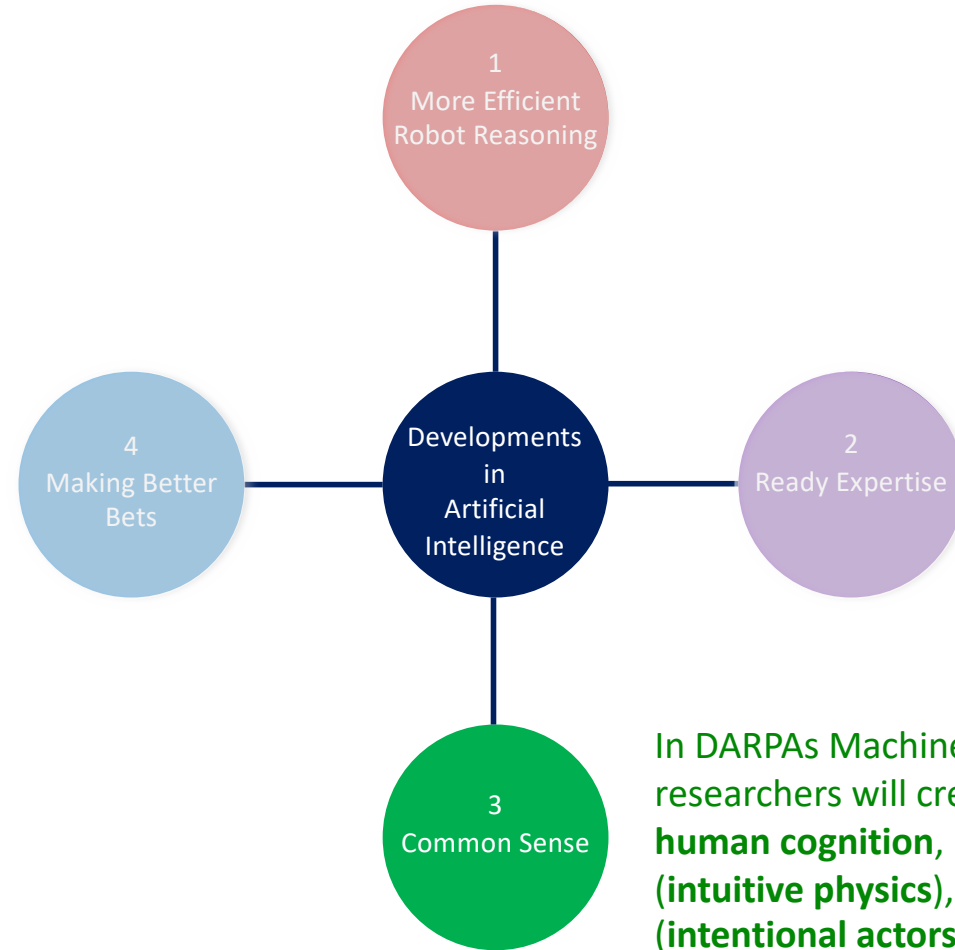 1
More Efficient
Robot Reasoning
4
Making Better
Bets
Developments
in
Artificial
Intelligence
2
Ready Expertise
3
Common Sense
In DARPAs Machine
researchers will cre
human cognition,
(intuitive physics),
(intentional actors